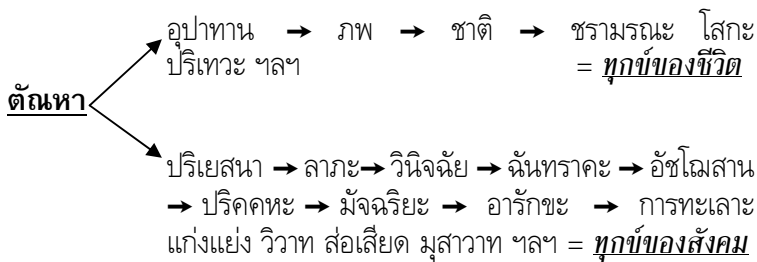 อุปาทาน → ภพ → ชาติ → ชรามรณะ โสกะ
ปริเทวะ ฯลฯ = ทุกข์ของชีวิต
ตัณหา
ปริเยสนา → ลาภะ → วินิจฉัย → ฉันทราคะ → อัชโฌสาน
→ ปริคคหะ → มัจฉริยะ → อารักขะ → การทะเลาะ
แก่งแย่ง วิวาท ส่อเสียด มุสาวาท ฯลฯ = ทุกข์ของสังคม